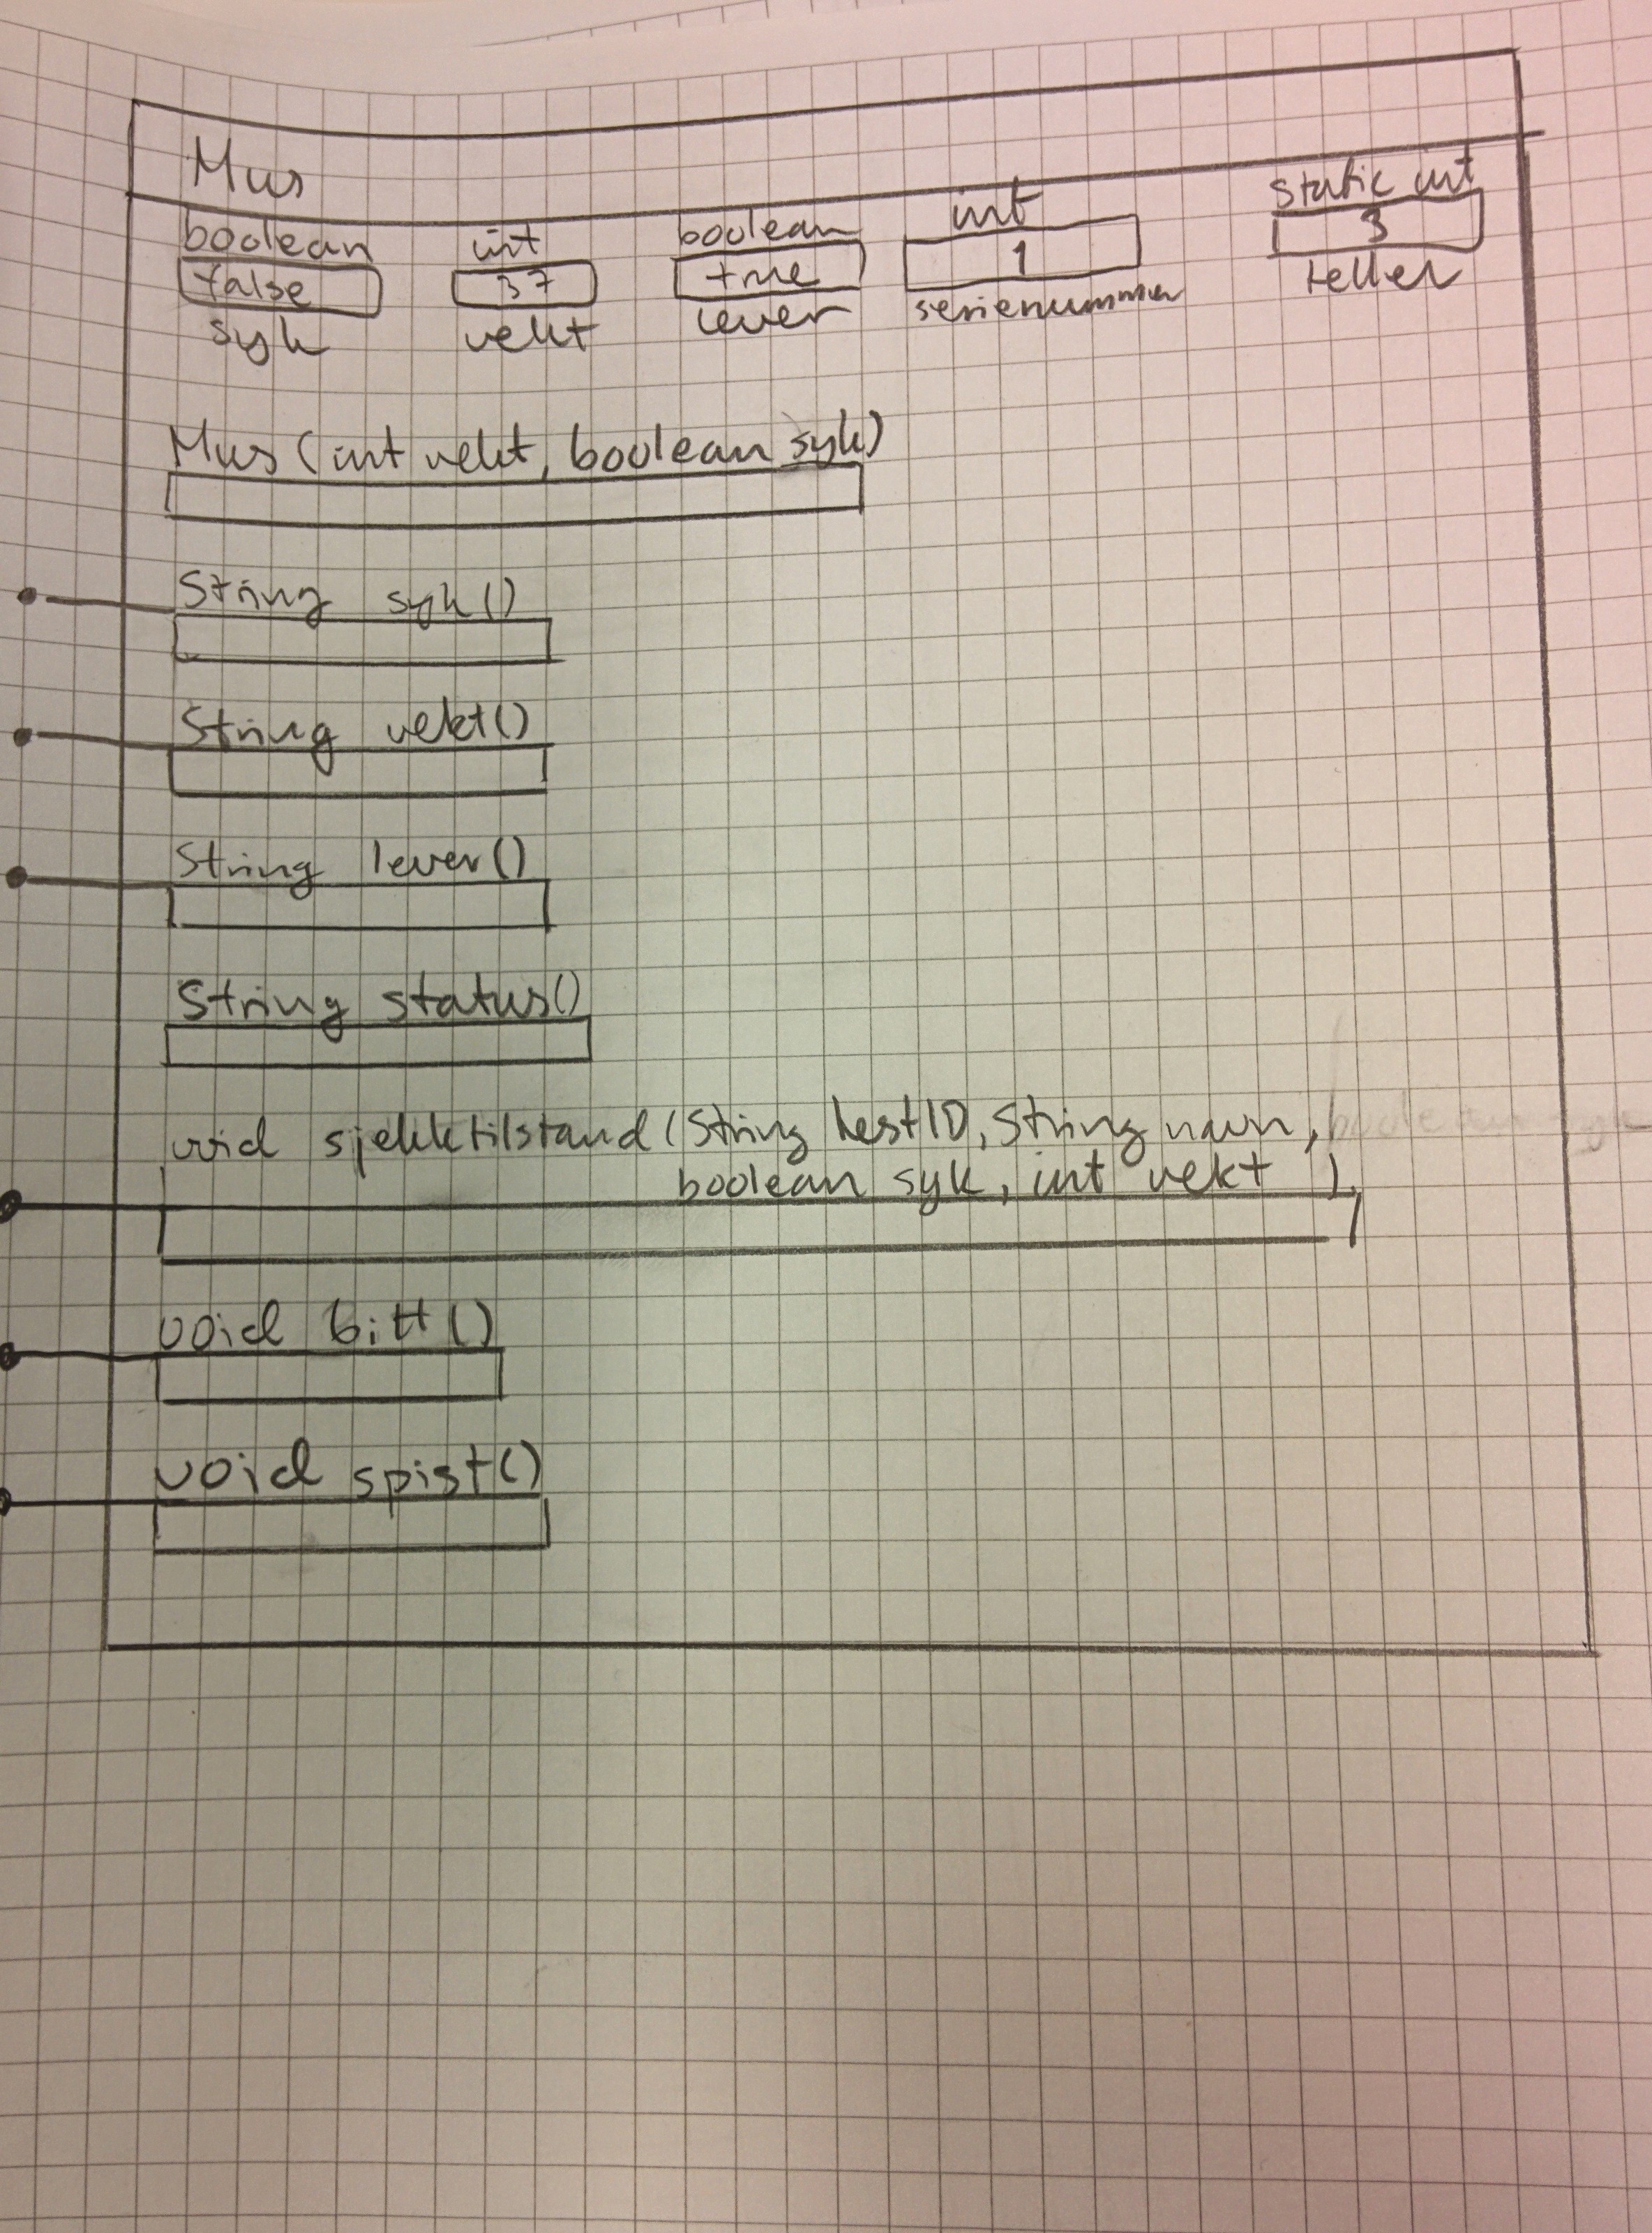 Mus
boolean int boolean int static int
false 37 true 1 3
syk vekt lever serienummer teller
Mus (int vekt, boolean syk)
String syk()
String vekt()
String lever()
String status()
void sjekktilstand (String testID, String navn,
boolean syk, int vekt )
void bitt()
void spist()